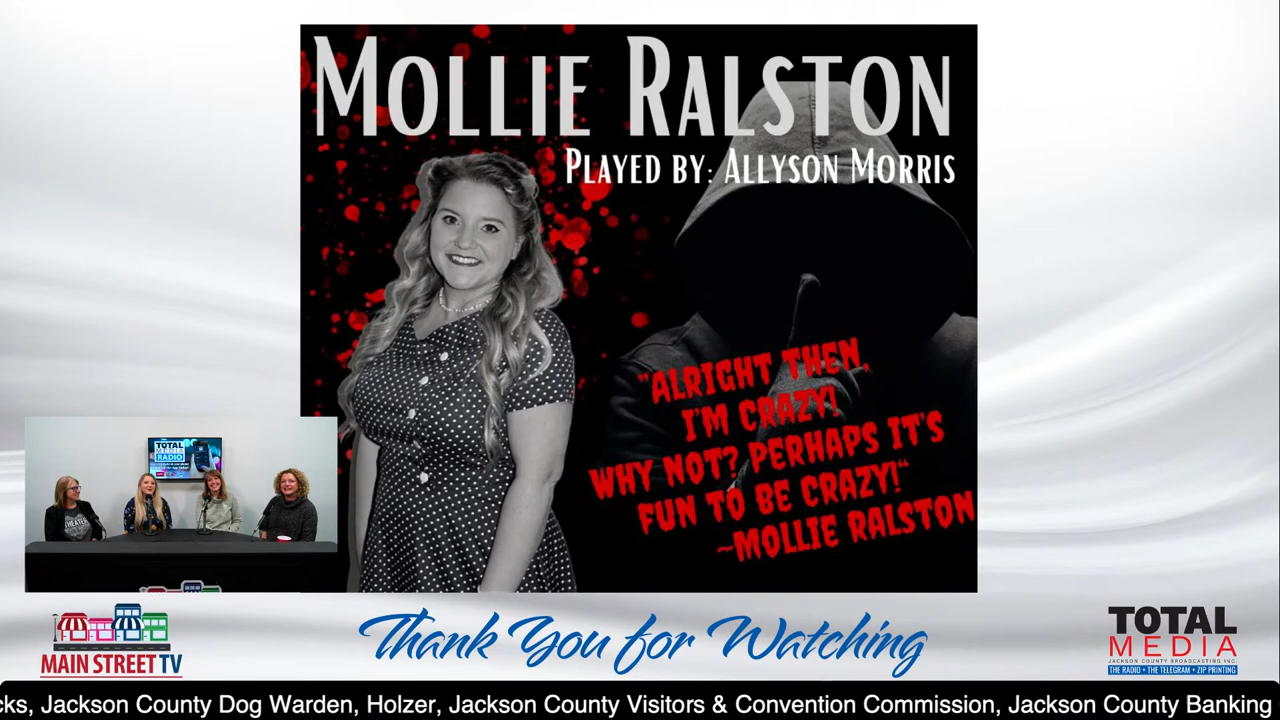 MOLLIE RALSTON
PLAYED BY: ALLYSON MORRIS
"ALRIGHT THEN,
I'M CRAZY!
WHY NOT? PERHAPS IT'S
FUN TO BE CRAZY!"
~MOLLIE RALSTON
TOTAL
MEDIA
RADIO
THEATER
MAIN STREET TV
Thank You for Watching
TOTAL
MEDIA
JACKSON COUNTY BROADCASTING INC.
THE RADIO • THE TELEGRAM • ZIP PRINTING
cks, Jackson County Dog Warden, Holzer, Jackson County Visitors & Convention Commission, Jackson County Banking